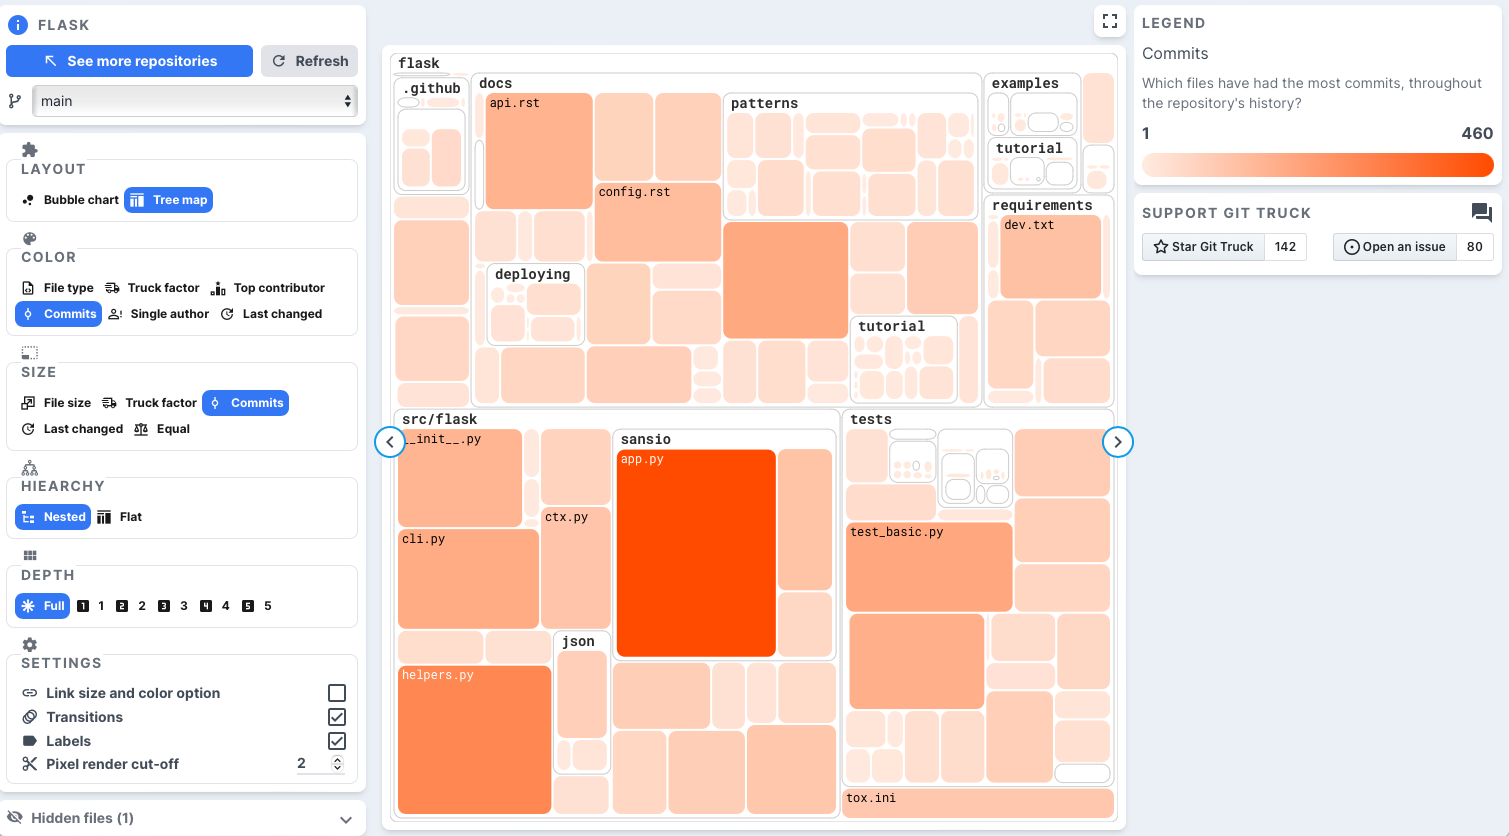 FLASK
See more repositories
Refresh
main
LAYOUT
Bubble chart
Tree map
COLOR
File type
Truck factor
Top contributor
Commits
Single author
Last changed
SIZE
File size
Truck factor
Commits
Last changed
Equal
HIEARCHY
Nested
Flat
DEPTH
Full
1 1
2 2
3 3
4 4
5 5
SETTINGS
Link size and color option
Transitions
Labels
Pixel render cut-off
2
Hidden files (1)
flask
.github
docs
api.rst
config.rst
deploying
patterns
tutorial
examples
tutorial
requirements
dev.txt
src/flask
__init__.py
cli.py
ctx.py
helpers.py
json
sansio
app.py
tests
test_basic.py
tox.ini
LEGEND
Commits
Which files have had the most commits, throughout
the repository's history?
1
460
SUPPORT GIT TRUCK
Star Git Truck
142
Open an issue
80